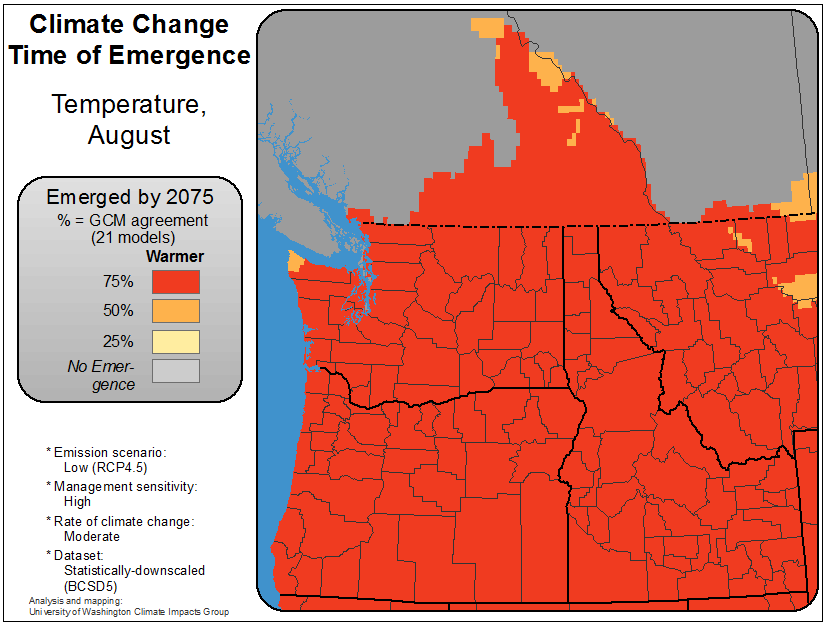 Climate Change
Time of Emergence
Temperature,
August
Emerged by 2075
% = GCM agreement
(21 models)
Warmer
75%
50%
25%
No Emer-
gence
* Emission scenario:
Low (RCP4.5)
* Management sensitivity:
High
* Rate of climate change:
Moderate
* Dataset:
Statistically-downscaled
(BCSD5)
Analysis and mapping:
University of Washington Climate Impacts Group